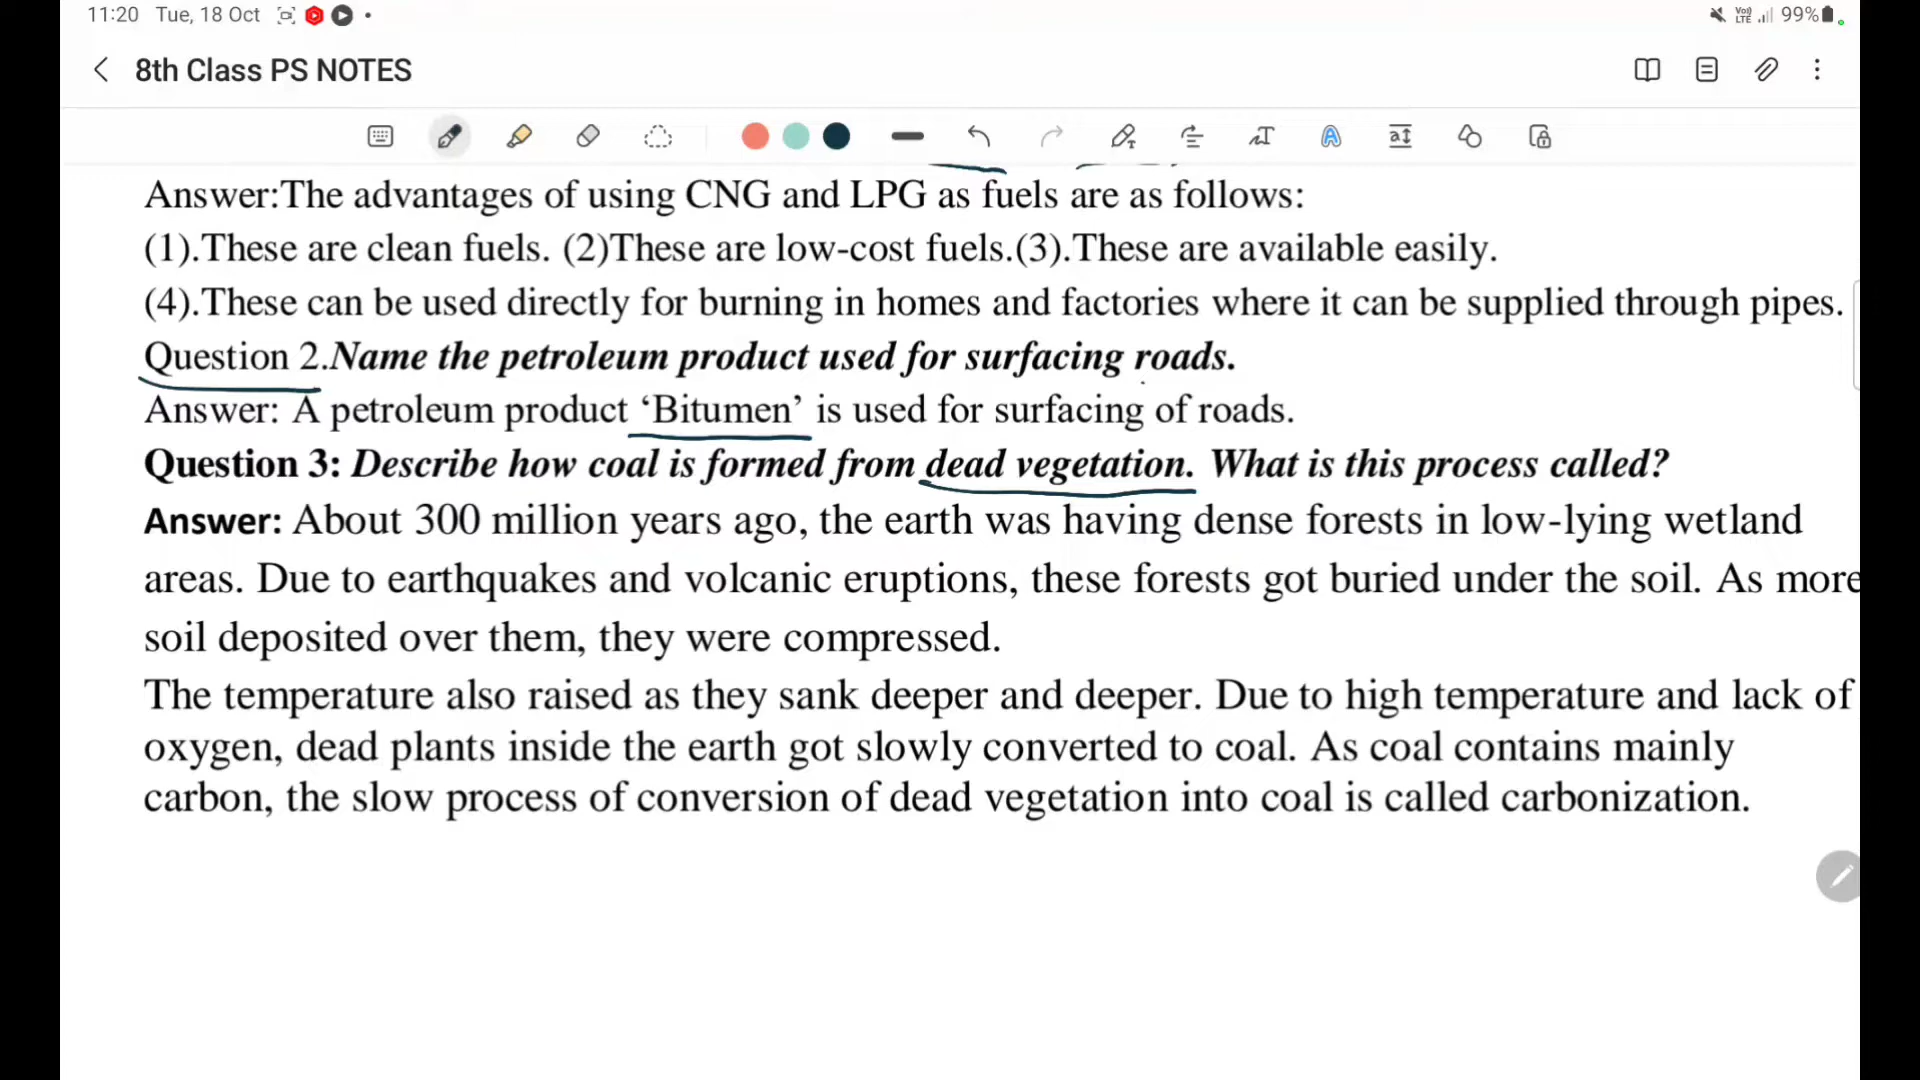 11:20 Tue, 18 Oct 99%
8th Class PS NOTES
Answer:The advantages of using CNG and LPG as fuels are as follows:
(1).These are clean fuels. (2)These are low-cost fuels.(3).These are available easily.
(4).These can be used directly for burning in homes and factories where it can be supplied through pipes.
Question 2.Name the petroleum product used for surfacing roads.
Answer: A petroleum product ‘Bitumen’ is used for surfacing of roads.
Question 3: Describe how coal is formed from dead vegetation. What is this process called?
Answer: About 300 million years ago, the earth was having dense forests in low-lying wetland
areas. Due to earthquakes and volcanic eruptions, these forests got buried under the soil. As more
soil deposited over them, they were compressed.
The temperature also raised as they sank deeper and deeper. Due to high temperature and lack of
oxygen, dead plants inside the earth got slowly converted to coal. As coal contains mainly
carbon, the slow process of conversion of dead vegetation into coal is called carbonization.